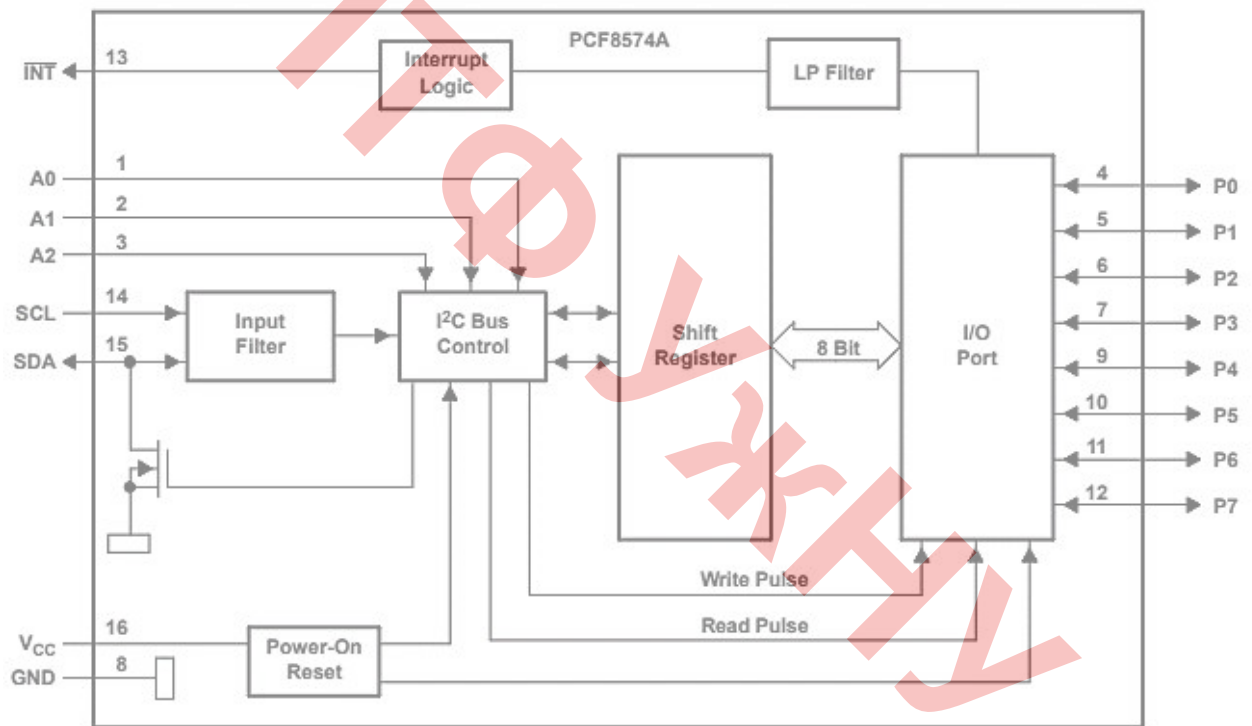 PCF8574A
INT
13
Interrupt
Logic
LP Filter
A0
1
A1
2
A2
3
SCL
14
SDA
15
Input
Filter
I²C Bus
Control
Shift
Register
8 Bit
I/O
Port
4
P0
5
P1
6
P2
7
P3
9
P4
10
P5
11
P6
12
P7
Write Pulse
Read Pulse
VCC
16
GND
8
Power-On
Reset
ТФ УжНУ